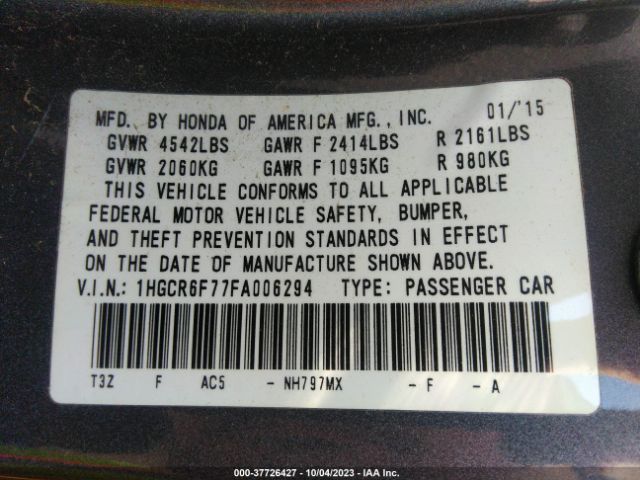 MFD. BY HONDA OF AMERICA MFG., INC. 01/'15
GVWR 4542LBS GAWR F 2414LBS R 2161LBS
GVWR 2060KG GAWR F 1095KG R 980KG
THIS VEHICLE CONFORMS TO ALL APPLICABLE
FEDERAL MOTOR VEHICLE SAFETY, BUMPER,
AND THEFT PREVENTION STANDARDS IN EFFECT
ON THE DATE OF MANUFACTURE SHOWN ABOVE.
V.I.N.: 1HGCR6F77FA006294 TYPE: PASSENGER CAR
T3Z F AC5 - NH797MX - F - A
000-37726427 - 10/04/2023 - IAA Inc.